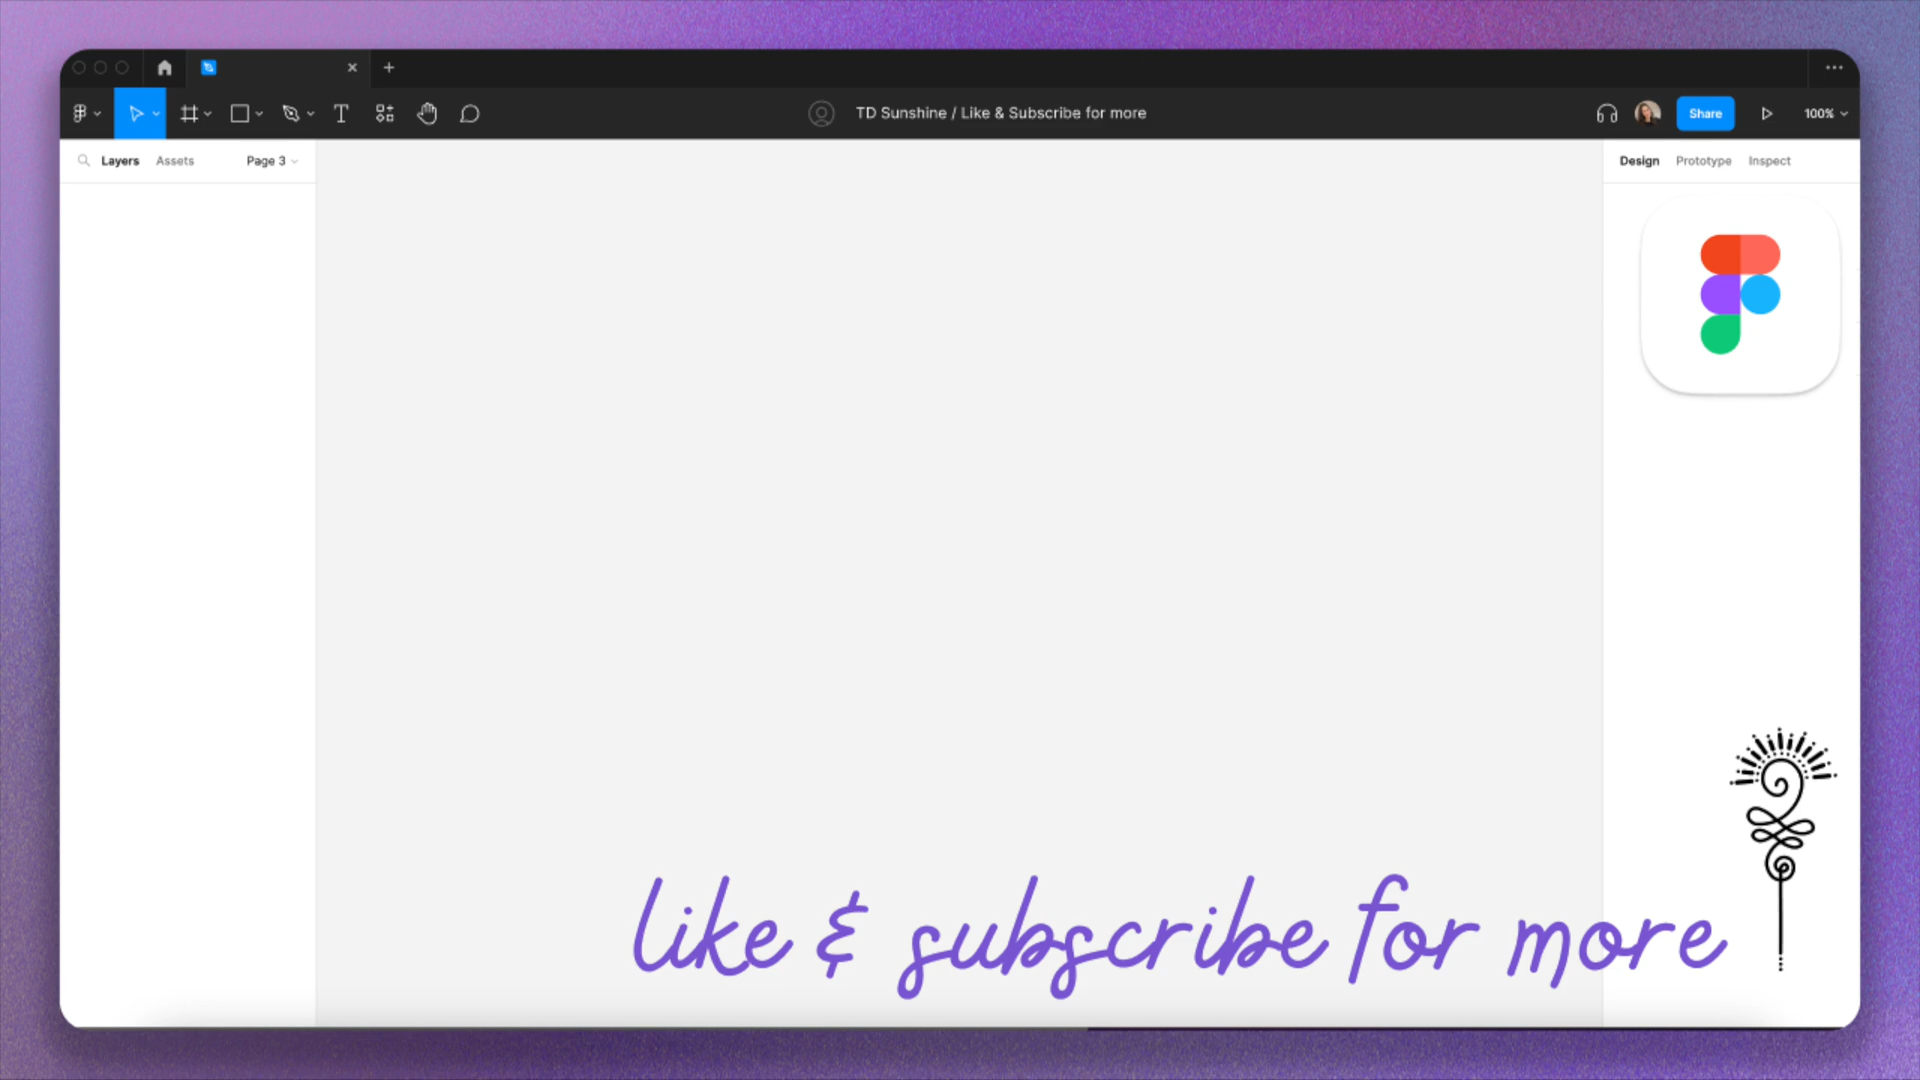 TD Sunshine / Like & Subscribe for more
Share
100%
Layers
Assets
Page 3
Design
Prototype
Inspect
like & subscribe for more